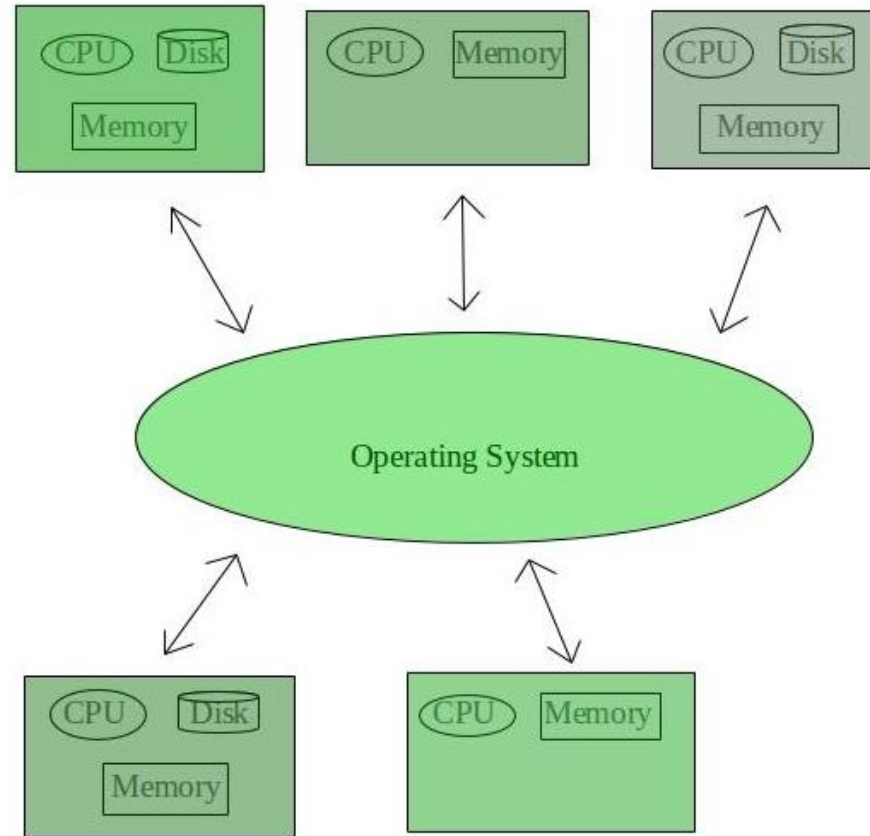 CPU Disk
Memory
CPU Memory
CPU Disk
Memory
Operating System
CPU Disk
Memory
CPU Memory